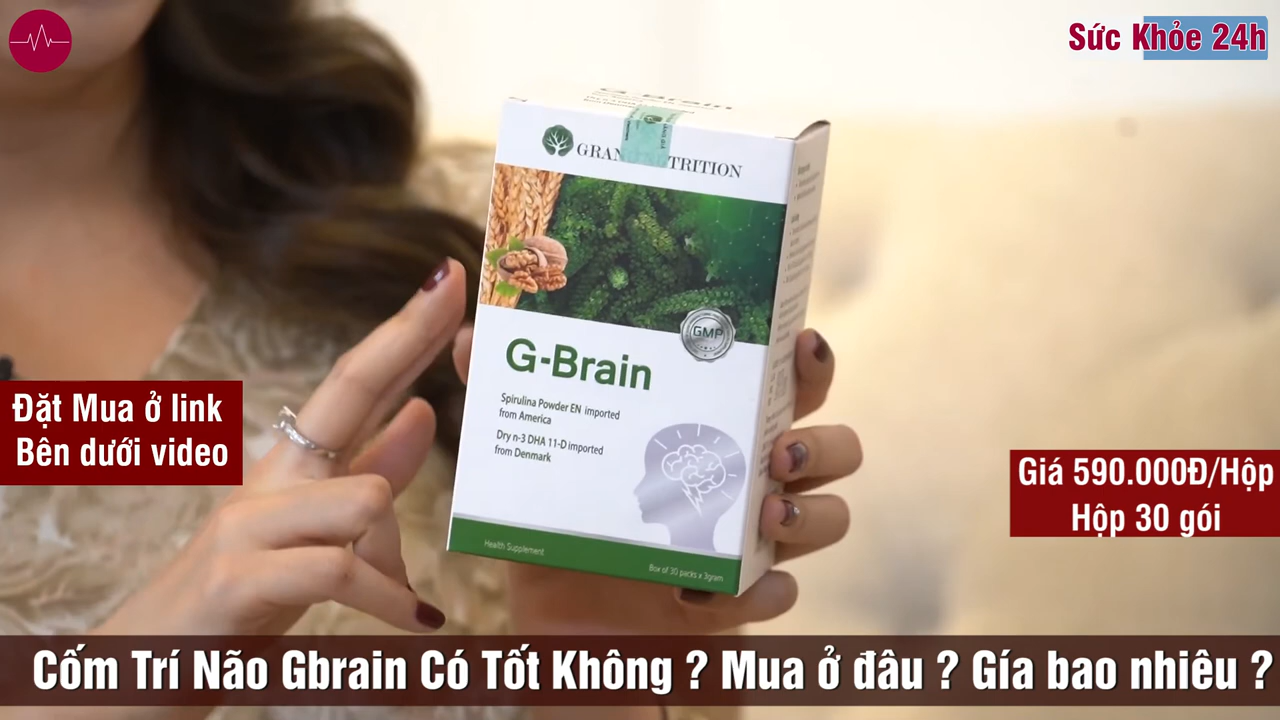 Sức Khỏe 24h
G-Brain
TRITION
GMP
G-Brain
Spirulina Powder EN imported
from America
Dry n-3 DHA 11-D imported
from Denmark
Health Supplement
Box of 30 packs x 3gram
Đặt Mua ở link
Bên dưới video
Giá 590.000Đ/Hộp
Hộp 30 gói
Cốm Trí Não Gbrain Có Tốt Không ? Mua ở đâu ? Gía bao nhiêu ?